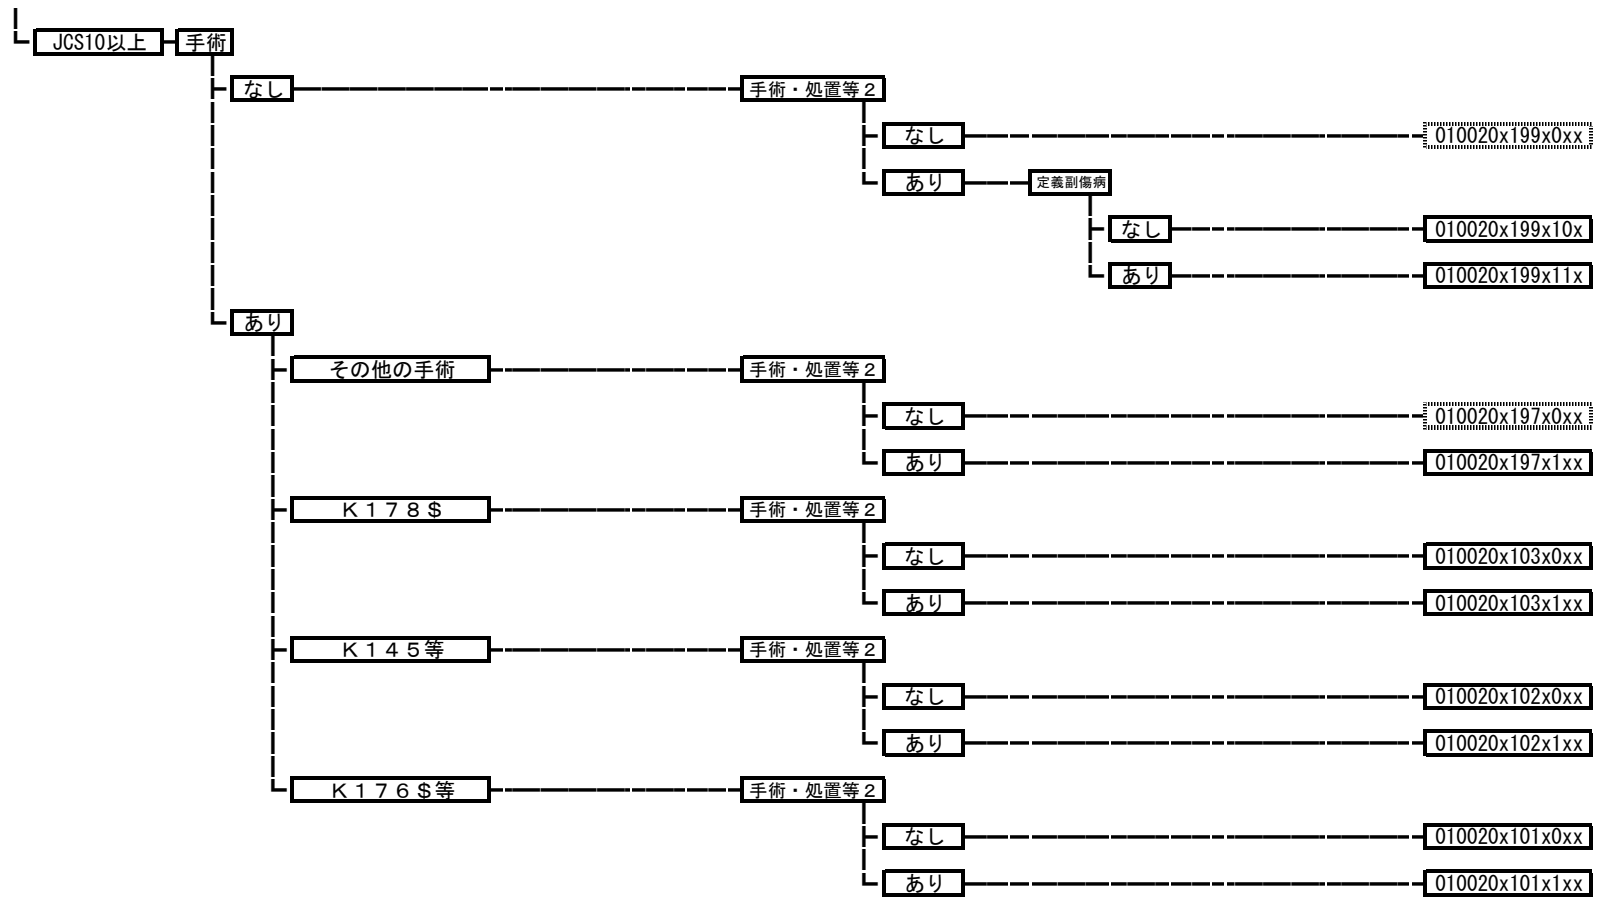 JCS10以上 手術
なし 手術・処置等２
なし 010020x199x0xx
あり 定義副傷病
なし 010020x199x10x
あり 010020x199x11x
あり
その他の手術 手術・処置等２
なし 010020x197x0xx
あり 010020x197x1xx
Ｋ１７８＄ 手術・処置等２
なし 010020x103x0xx
あり 010020x103x1xx
Ｋ１４５等 手術・処置等２
なし 010020x102x0xx
あり 010020x102x1xx
Ｋ１７６＄等 手術・処置等２
なし 010020x101x0xx
あり 010020x101x1xx